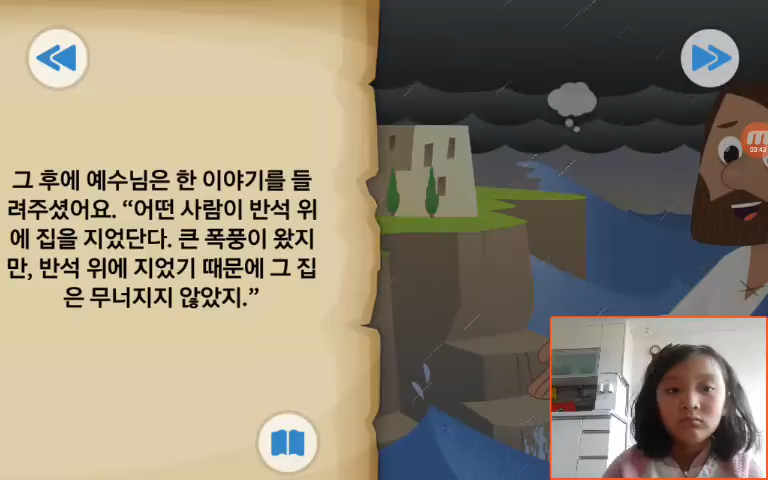 그 후에 예수님은 한 이야기를 들
려주셨어요. “어떤 사람이 반석 위
에 집을 지었단다. 큰 폭풍이 왔지
만, 반석 위에 지었기 때문에 그 집
은 무너지지 않았지.”
03:43